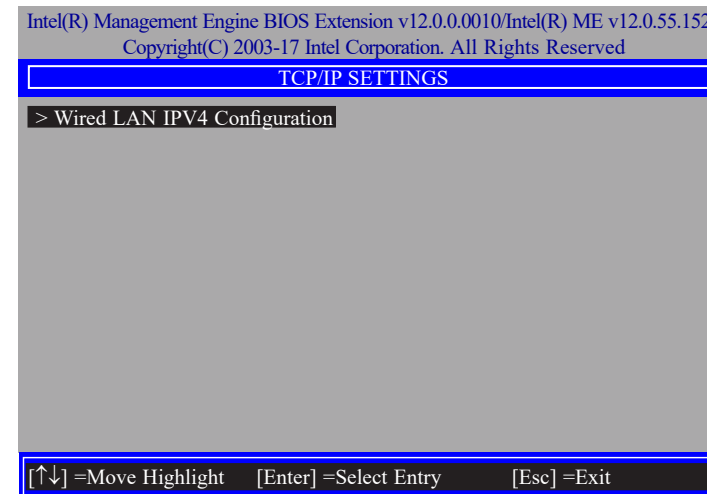 Intel(R) Management Engine BIOS Extension v12.0.0.0010/Intel(R) ME v12.0.55.152
Copyright(C) 2003-17 Intel Corporation. All Rights Reserved
TCP/IP SETTINGS
> Wired LAN IPV4 Configuration
[↑↓] =Move Highlight [Enter] =Select Entry [Esc] =Exit